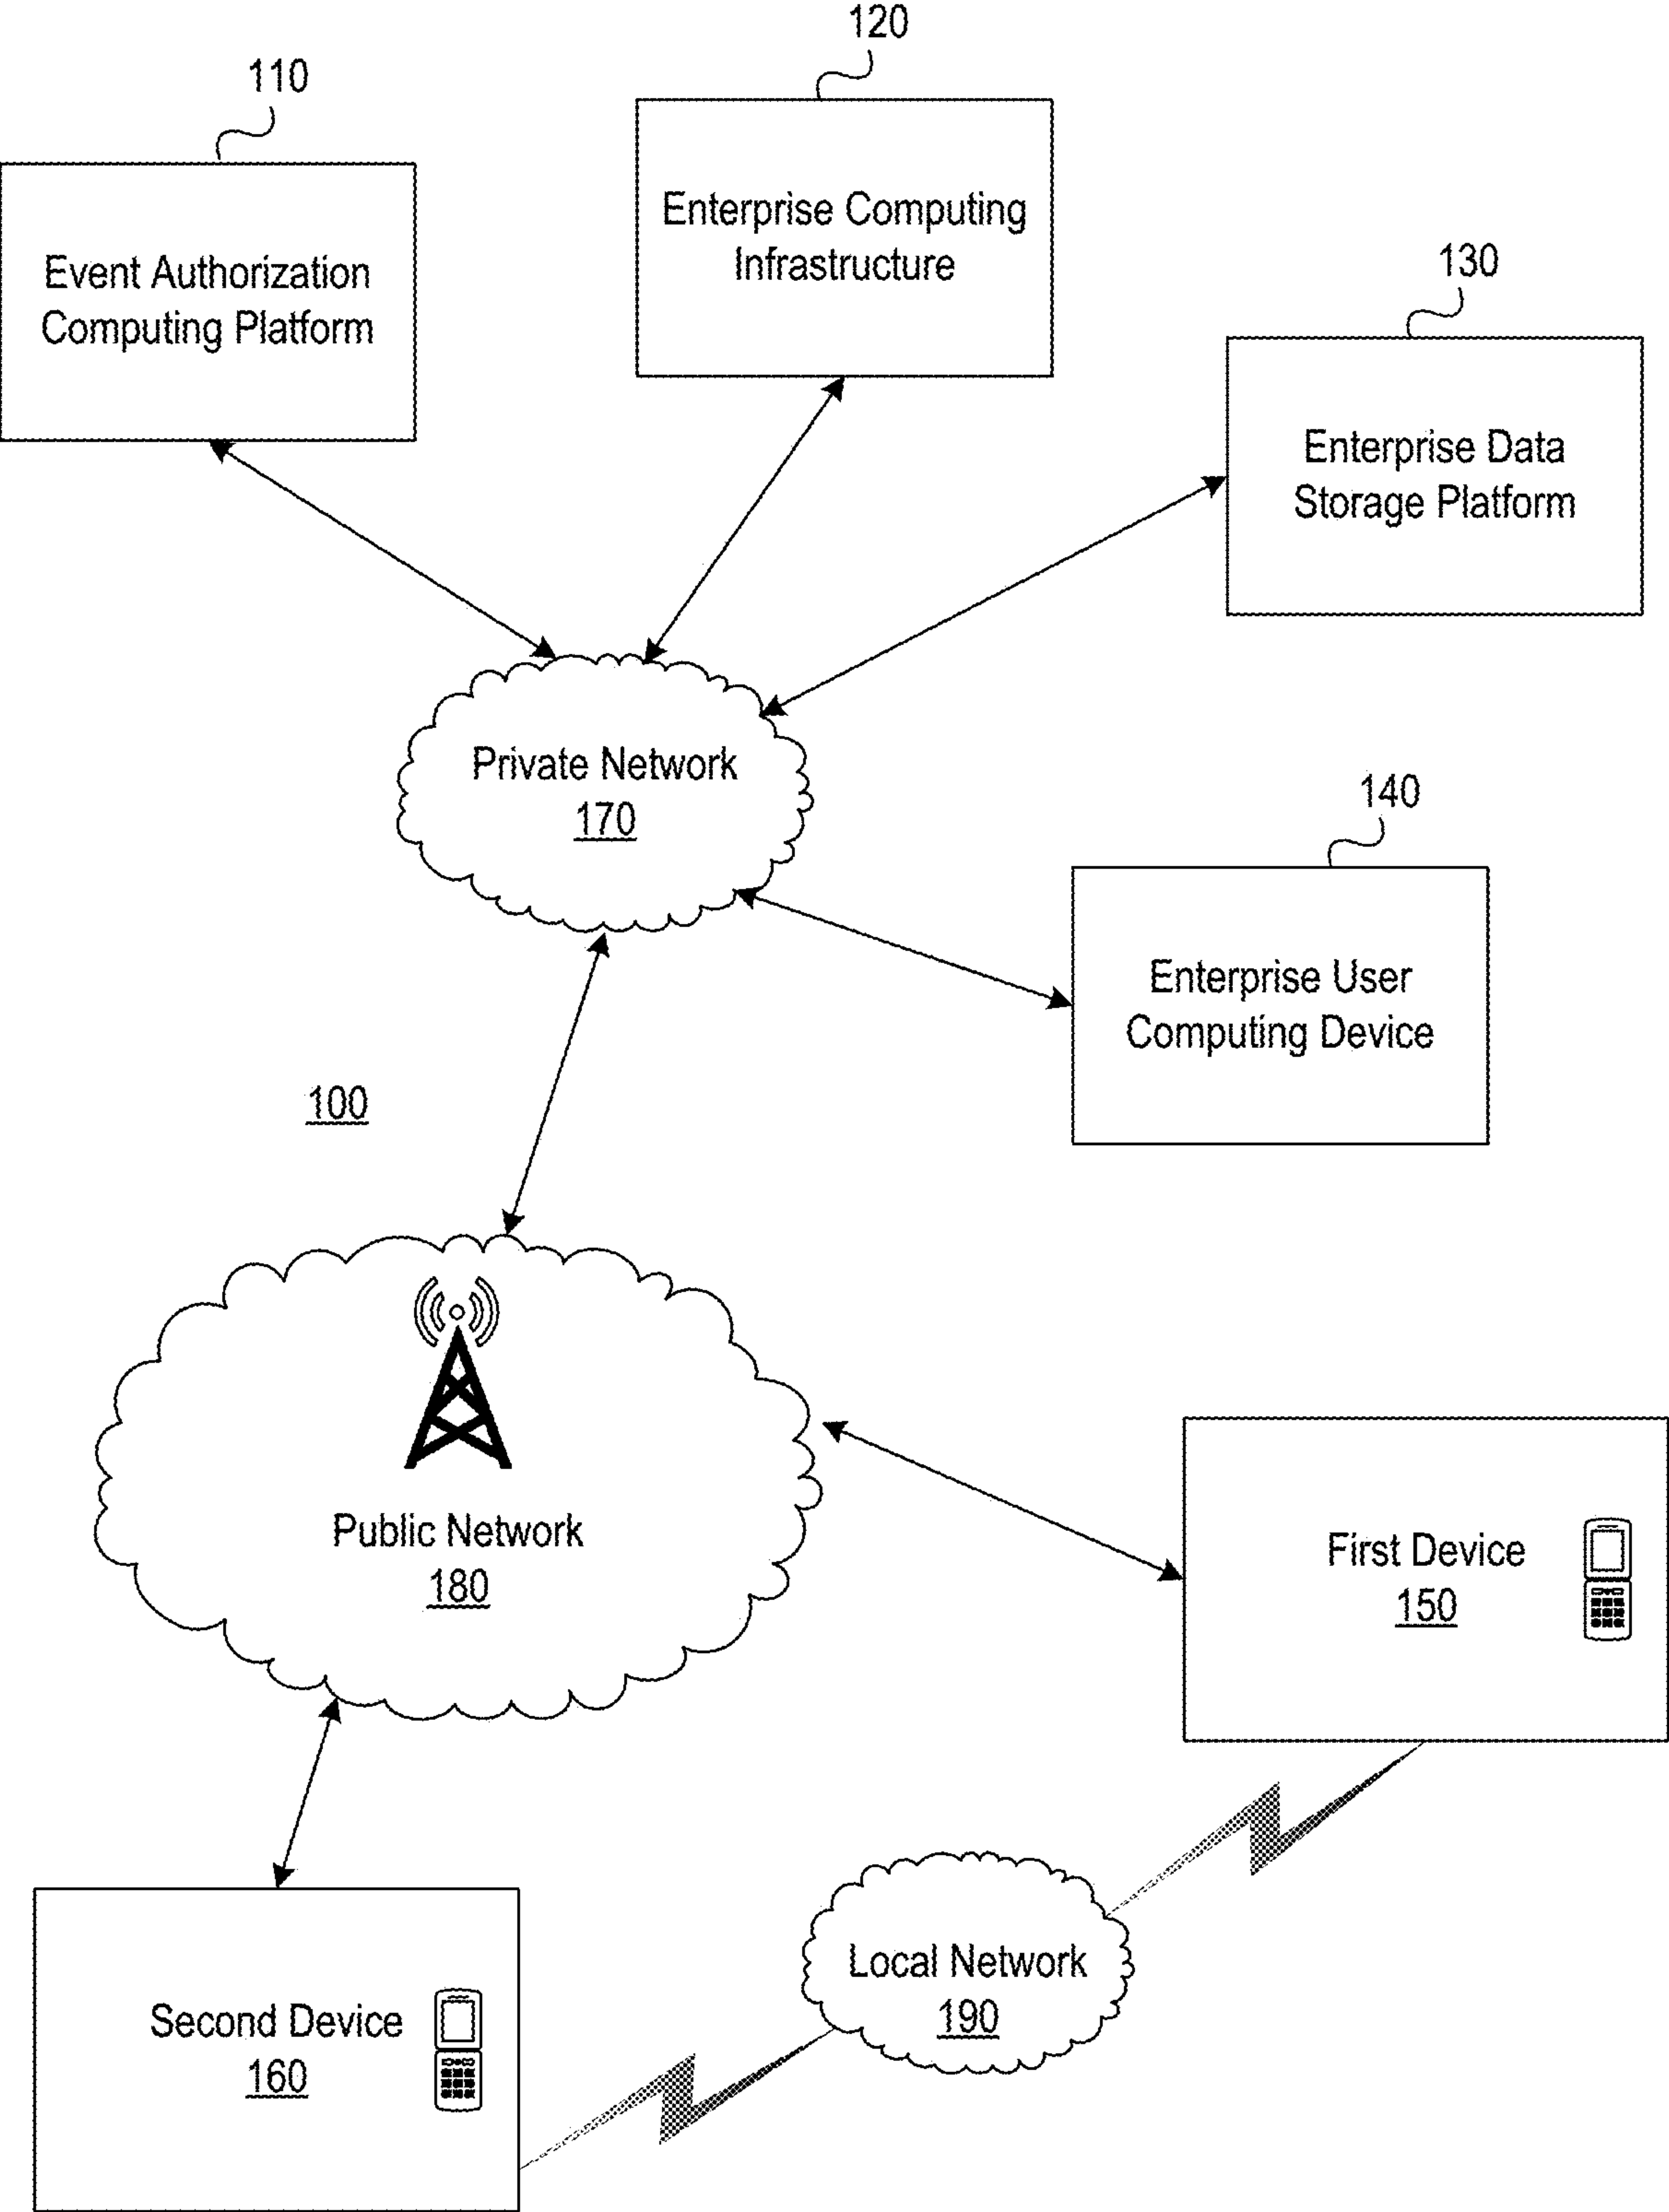 120
110
Enterprise Computing
Infrastructure
130
Event Authorization
Computing Platform
Enterprise Data
Storage Platform
Private Network
170
140
Enterprise User
Computing Device
100
Public Network
180
First Device
150
Local Network
190
Second Device
160